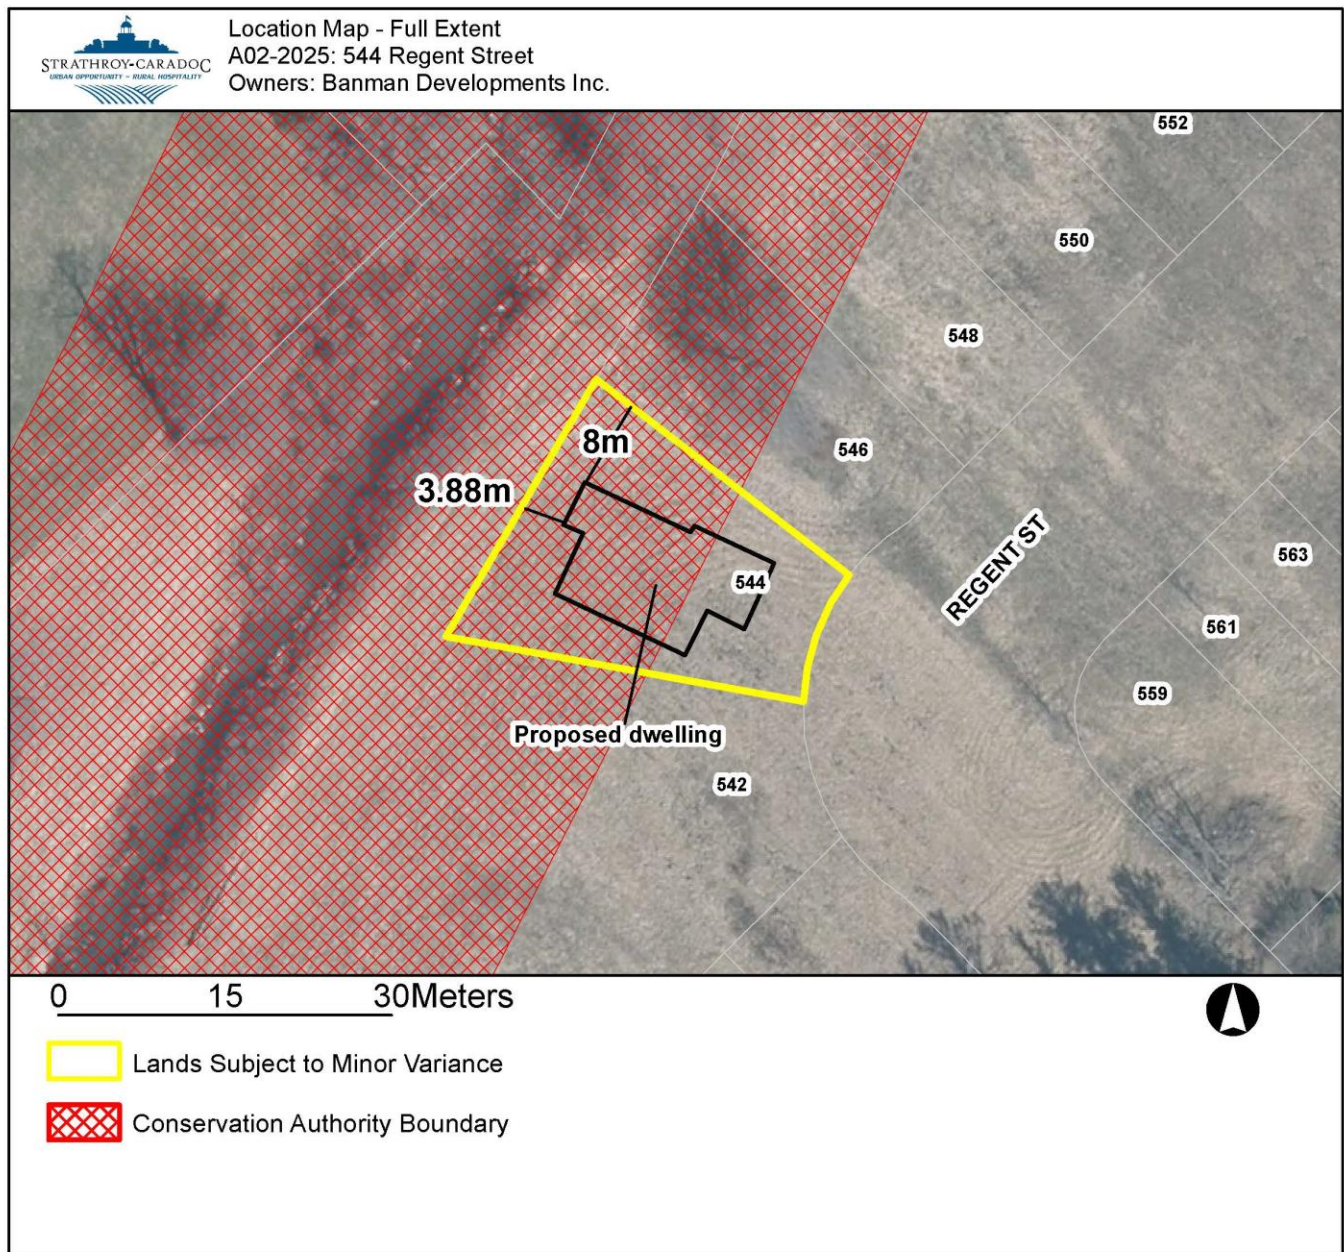 STRATHROY-CARADOC
URBAN OPPORTUNITY - RURAL HOSPITALITY
Location Map - Full Extent
A02-2025: 544 Regent Street
Owners: Banman Developments Inc.
552
550
548
8m
546
3.88m
REGENT ST
563
544
561
559
Proposed dwelling
542
0 15 30Meters
Lands Subject to Minor Variance
Conservation Authority Boundary